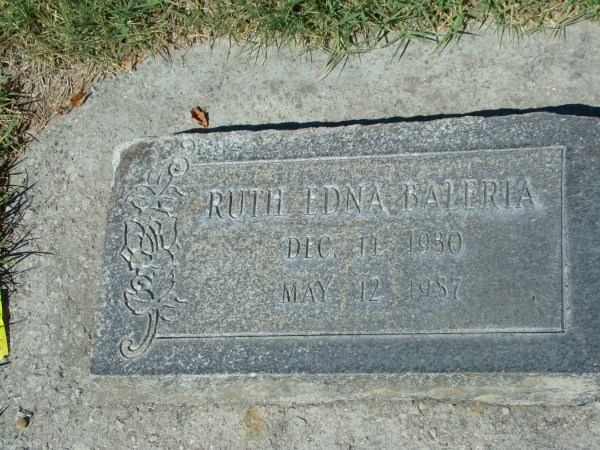 RUTH EDNA BALERIA
DEC. 11, 1930
MAY 12, 1987